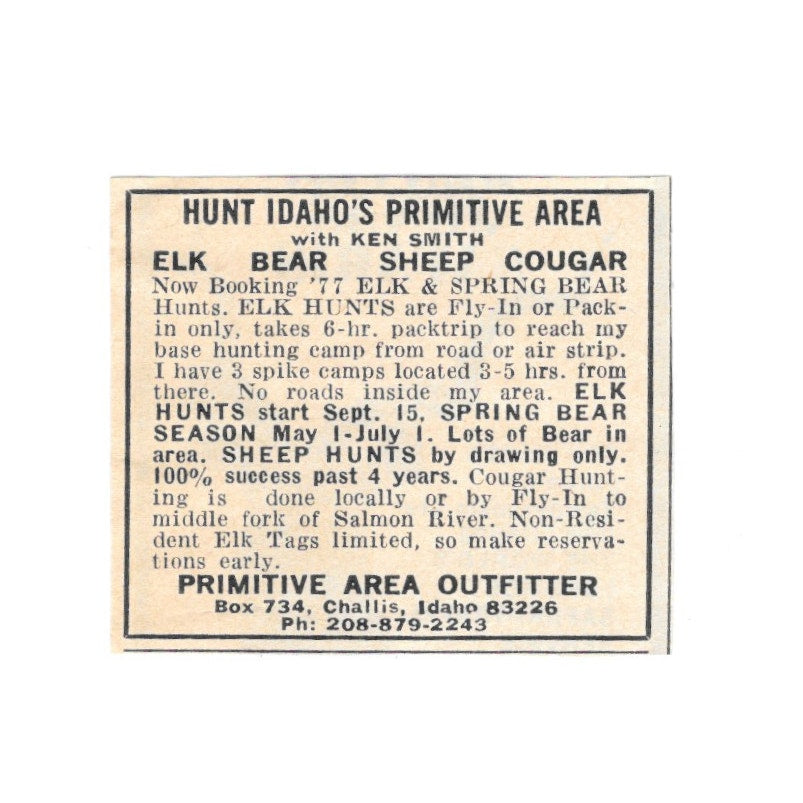 HUNT IDAHO'S PRIMITIVE AREA
with KEN SMITH
ELK BEAR SHEEP COUGAR
Now Booking '77 ELK & SPRING BEAR
Hunts. ELK HUNTS are Fly-In or Pack-
in only, takes 6-hr. packtrip to reach my
base hunting camp from road or air strip.
I have 3 spike camps located 3-5 hrs. from
there. No roads inside my area. ELK
HUNTS start Sept. 15, SPRING BEAR
SEASON May 1-July 1. Lots of Bear in
area. SHEEP HUNTS by drawing only.
100% success past 4 years. Cougar Hunt-
ing is done locally or by Fly-In to
middle fork of Salmon River. Non-Resi-
dent Elk Tags limited, so make reserva-
tions early.
PRIMITIVE AREA OUTFITTER
Box 734, Challis, Idaho 83226
Ph: 208-879-2243